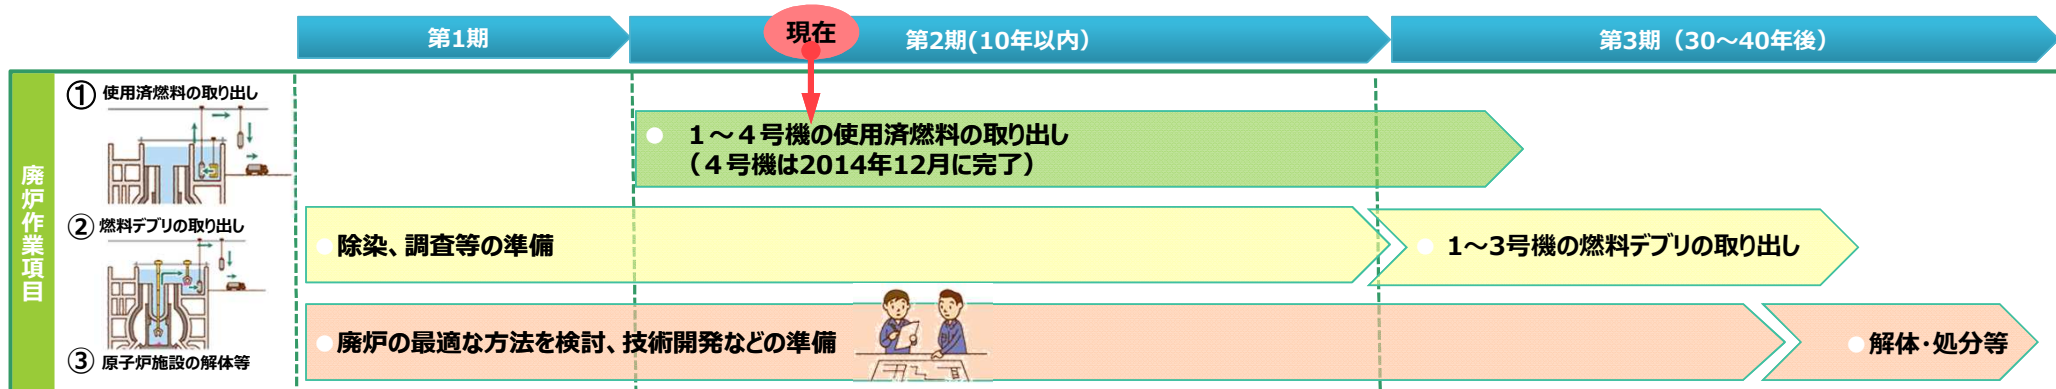 第1期
現在
第2期(10年以内)
第3期（30～40年後）
廃炉作業項目
① 使用済燃料の取り出し
１～４号機の使用済燃料の取り出し
（４号機は2014年12月に完了）
② 燃料デブリの取り出し
除染、調査等の準備
1～3号機の燃料デブリの取り出し
③ 原子炉施設の解体等
廃炉の最適な方法を検討、技術開発などの準備
解体･処分等